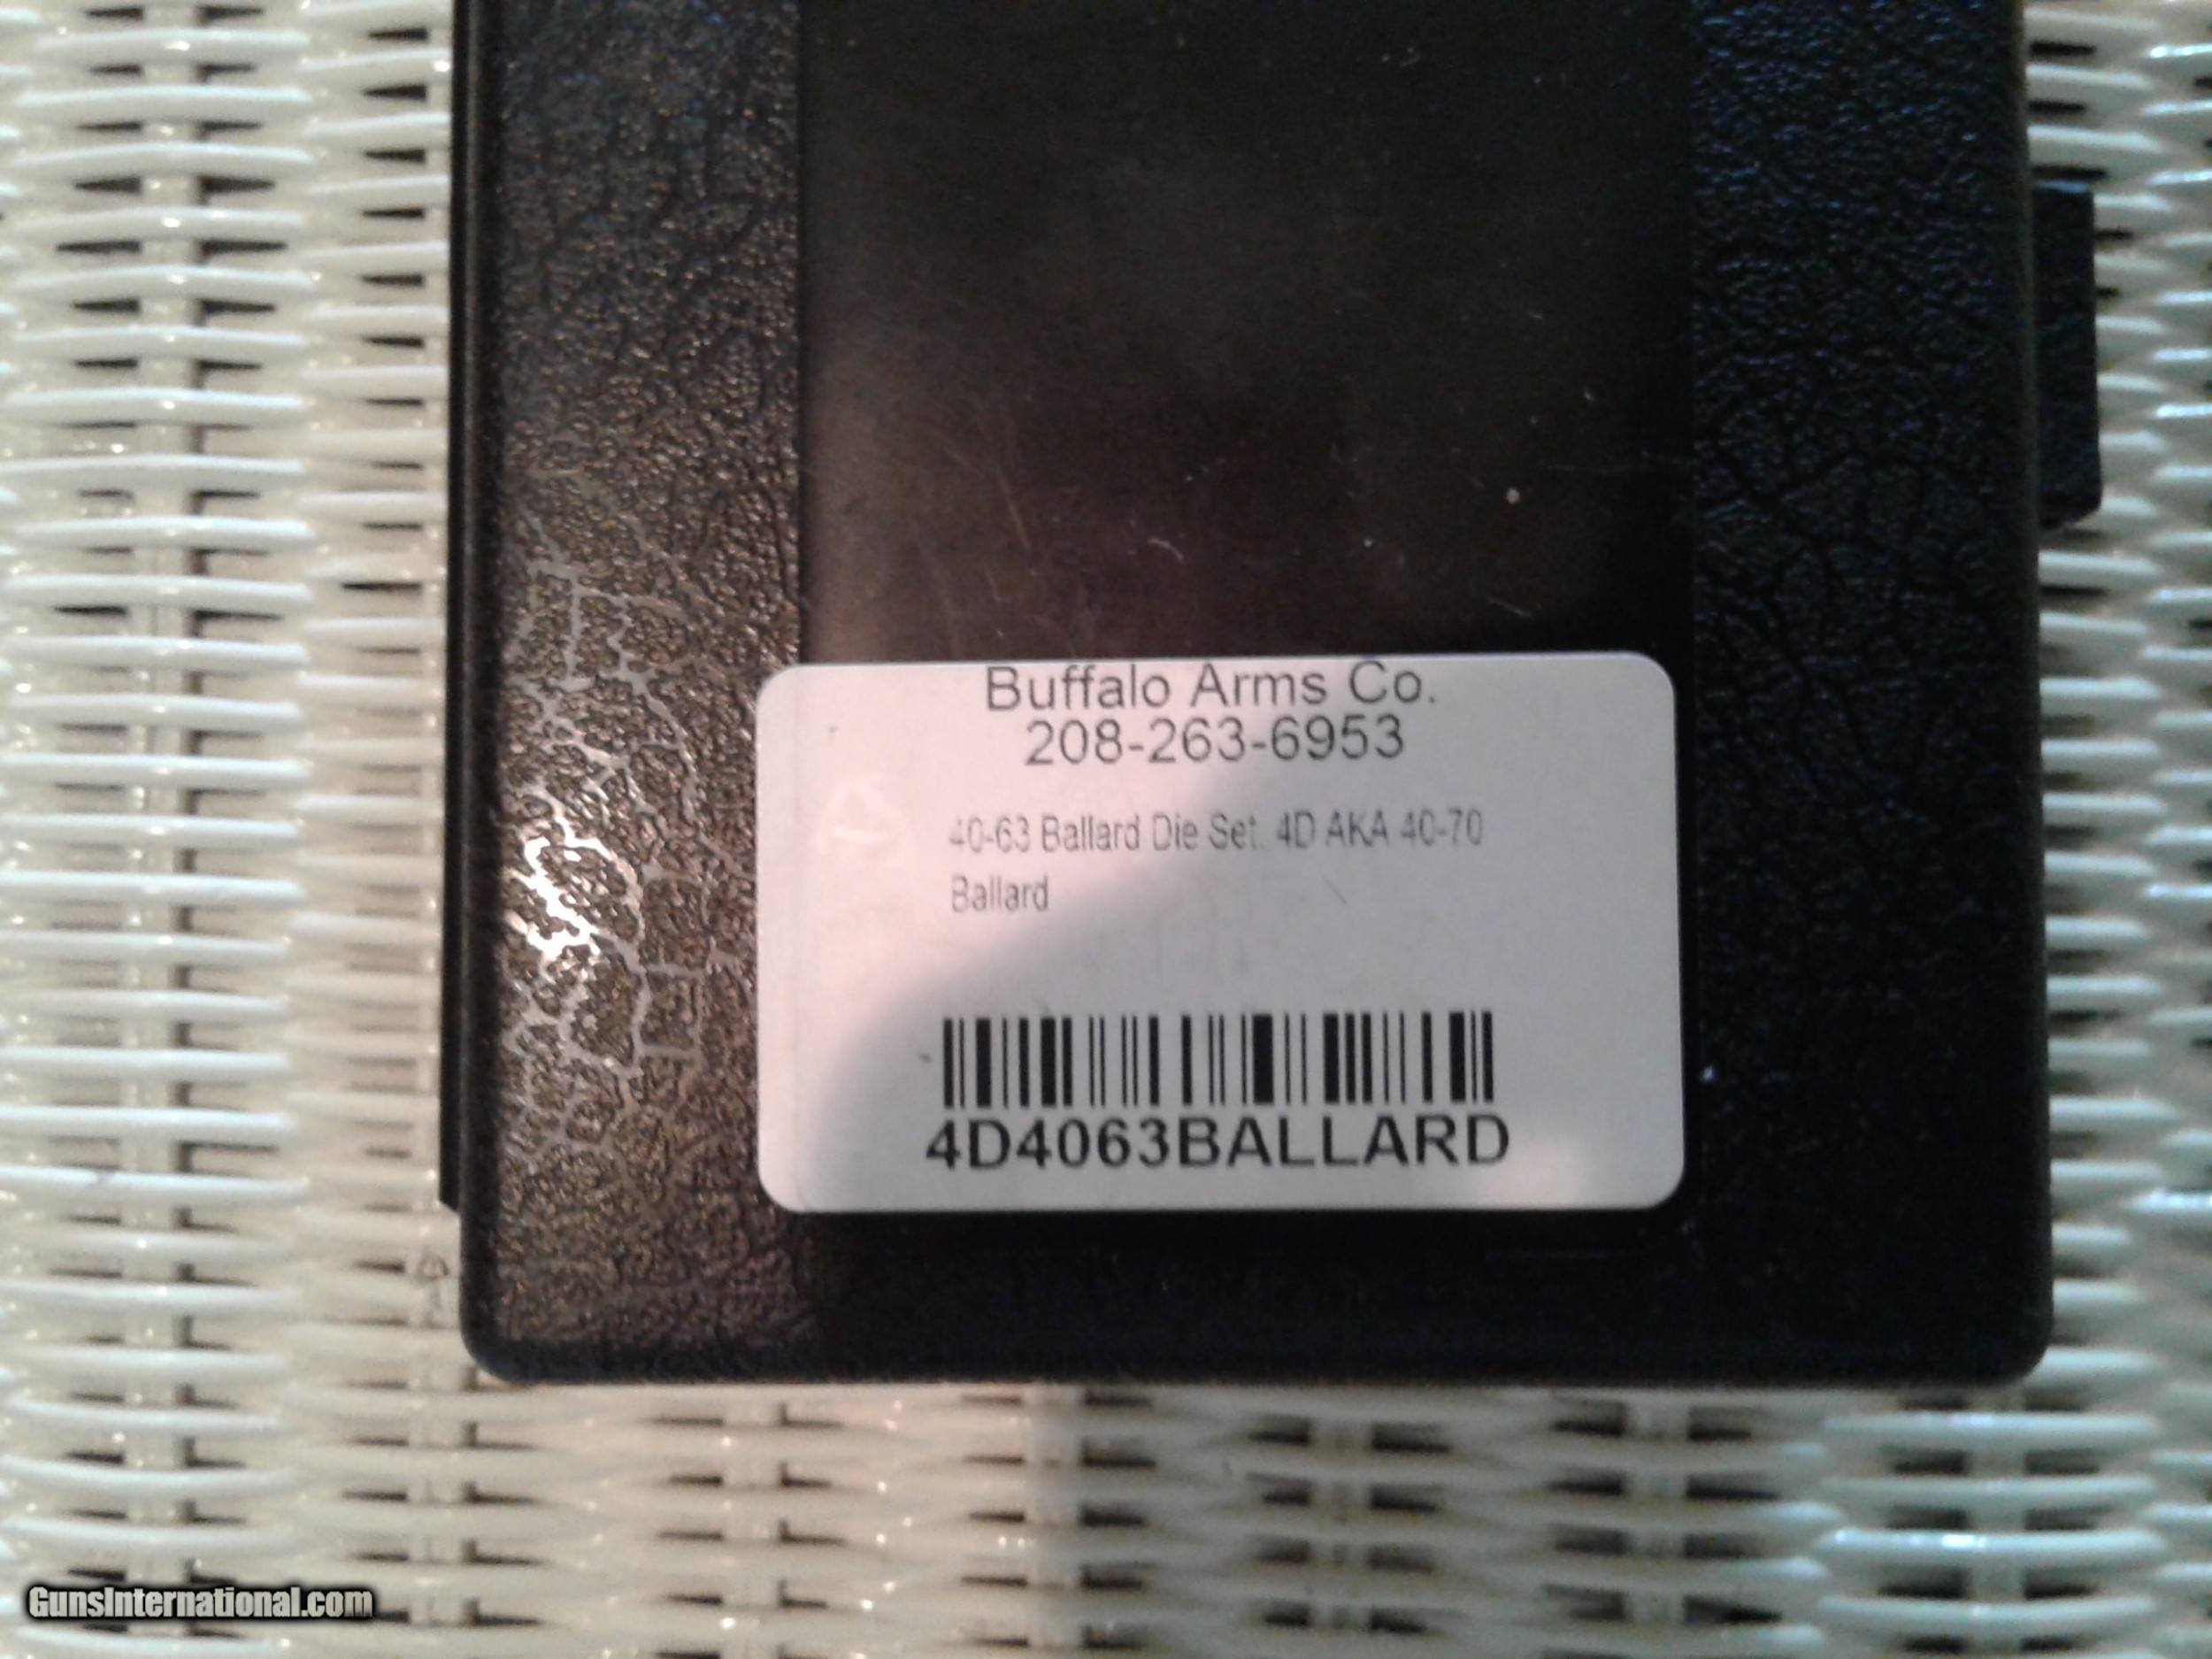 Buffalo Arms Co.
208-263-6953
40-63 Ballard Die Set. 4D AKA 40-70
Ballard
4D4063BALLARD
GunsInternational.com